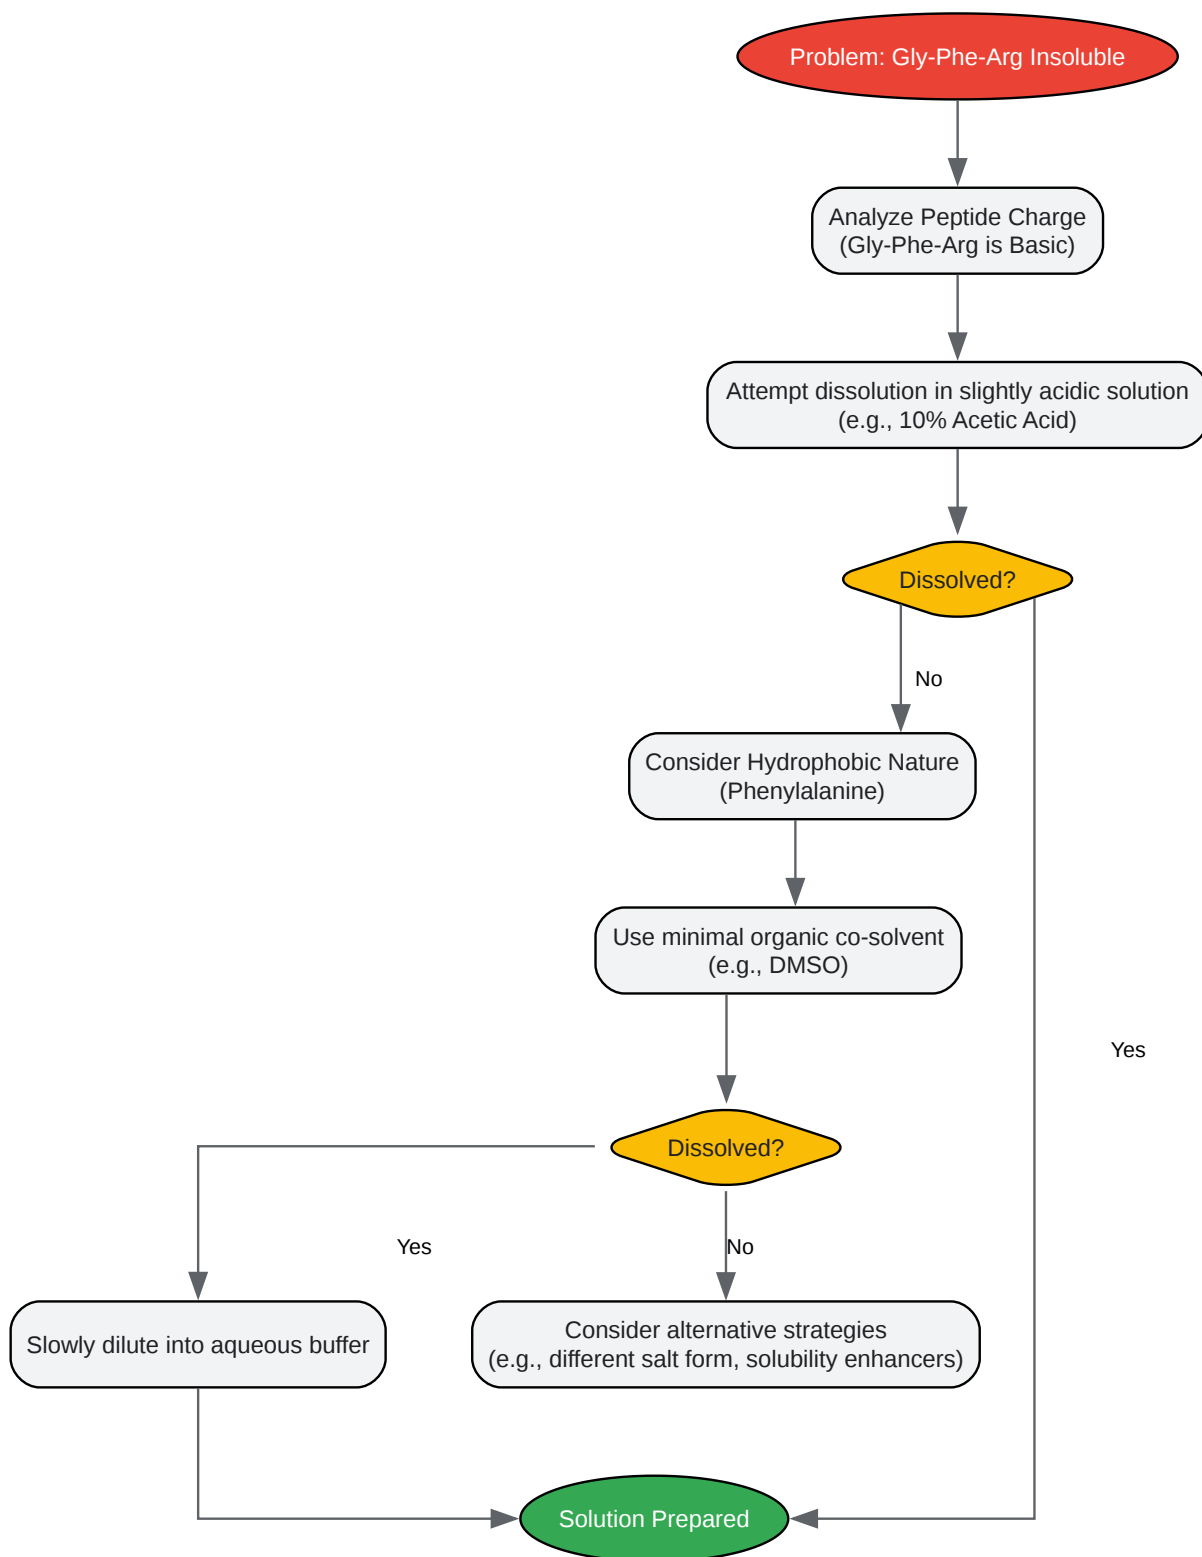 Problem: Gly-Phe-Arg Insoluble
Analyze Peptide Charge
(Gly-Phe-Arg is Basic)
Attempt dissolution in slightly acidic solution
(e.g., 10% Acetic Acid)
Dissolved?
No
Consider Hydrophobic Nature
(Phenylalanine)
Use minimal organic co-solvent
(e.g., DMSO)
Yes
Dissolved?
Yes
No
Slowly dilute into aqueous buffer
Consider alternative strategies
(e.g., different salt form, solubility enhancers)
Solution Prepared